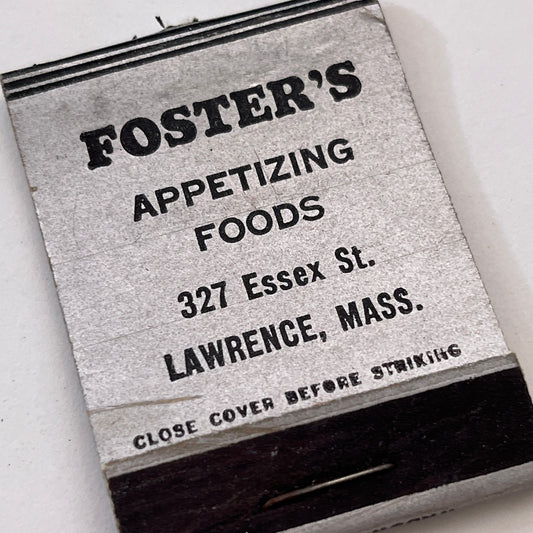 FOSTER'S
APPETIZING
FOODS
327 Essex St.
LAWRENCE, MASS.
CLOSE COVER BEFORE STRIKING